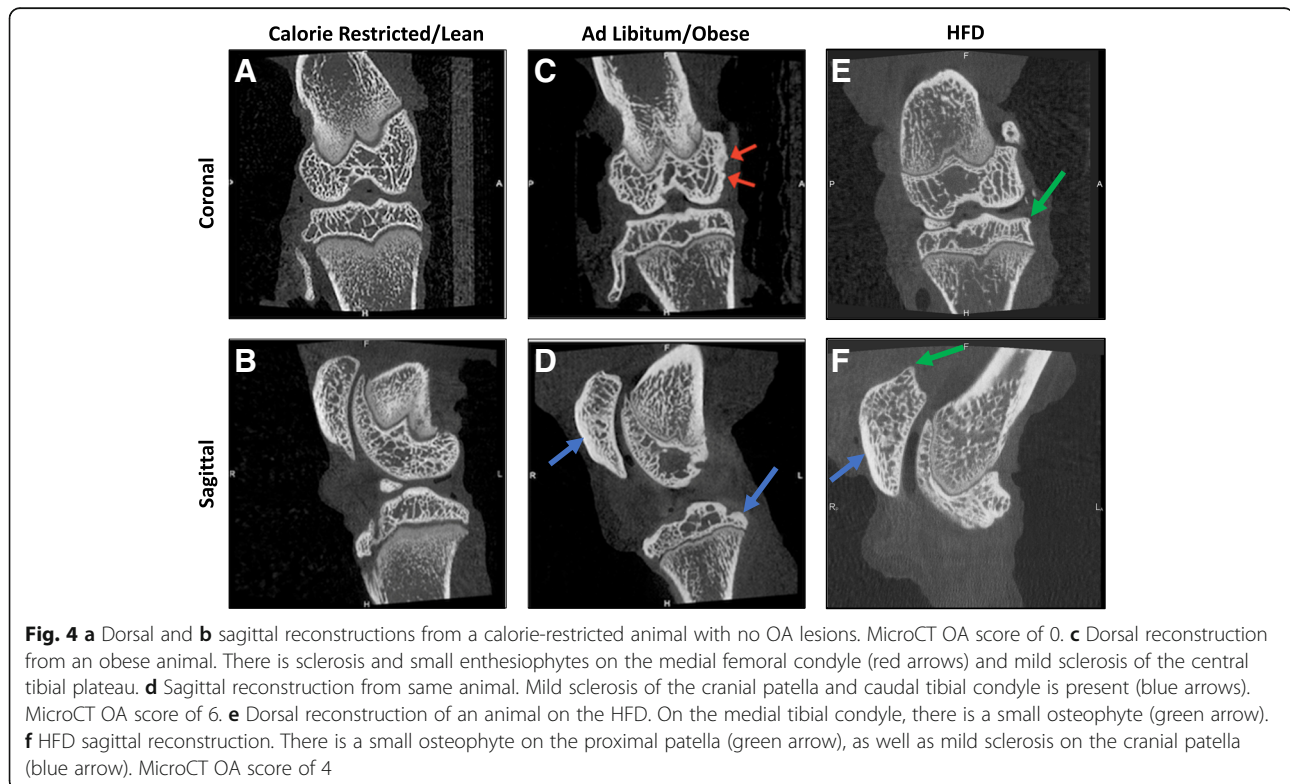 Calorie Restricted/Lean
Ad Libitum/Obese
HFD
Coronal
A
P
A
H
C
P
A
H
E
F
P
A
H
Sagittal
B
F
R
L
H
D
F
R
L
H
F
F
R
L
Fig. 4 a Dorsal and b sagittal reconstructions from a calorie-restricted animal with no OA lesions. MicroCT OA score of 0. c Dorsal reconstruction
from an obese animal. There is sclerosis and small enthesiophytes on the medial femoral condyle (red arrows) and mild sclerosis of the central
tibial plateau. d Sagittal reconstruction from same animal. Mild sclerosis of the cranial patella and caudal tibial condyle is present (blue arrows).
MicroCT OA score of 6. e Dorsal reconstruction of an animal on the HFD. On the medial tibial condyle, there is a small osteophyte (green arrow).
f HFD sagittal reconstruction. There is a small osteophyte on the proximal patella (green arrow), as well as mild sclerosis on the cranial patella
(blue arrow). MicroCT OA score of 4